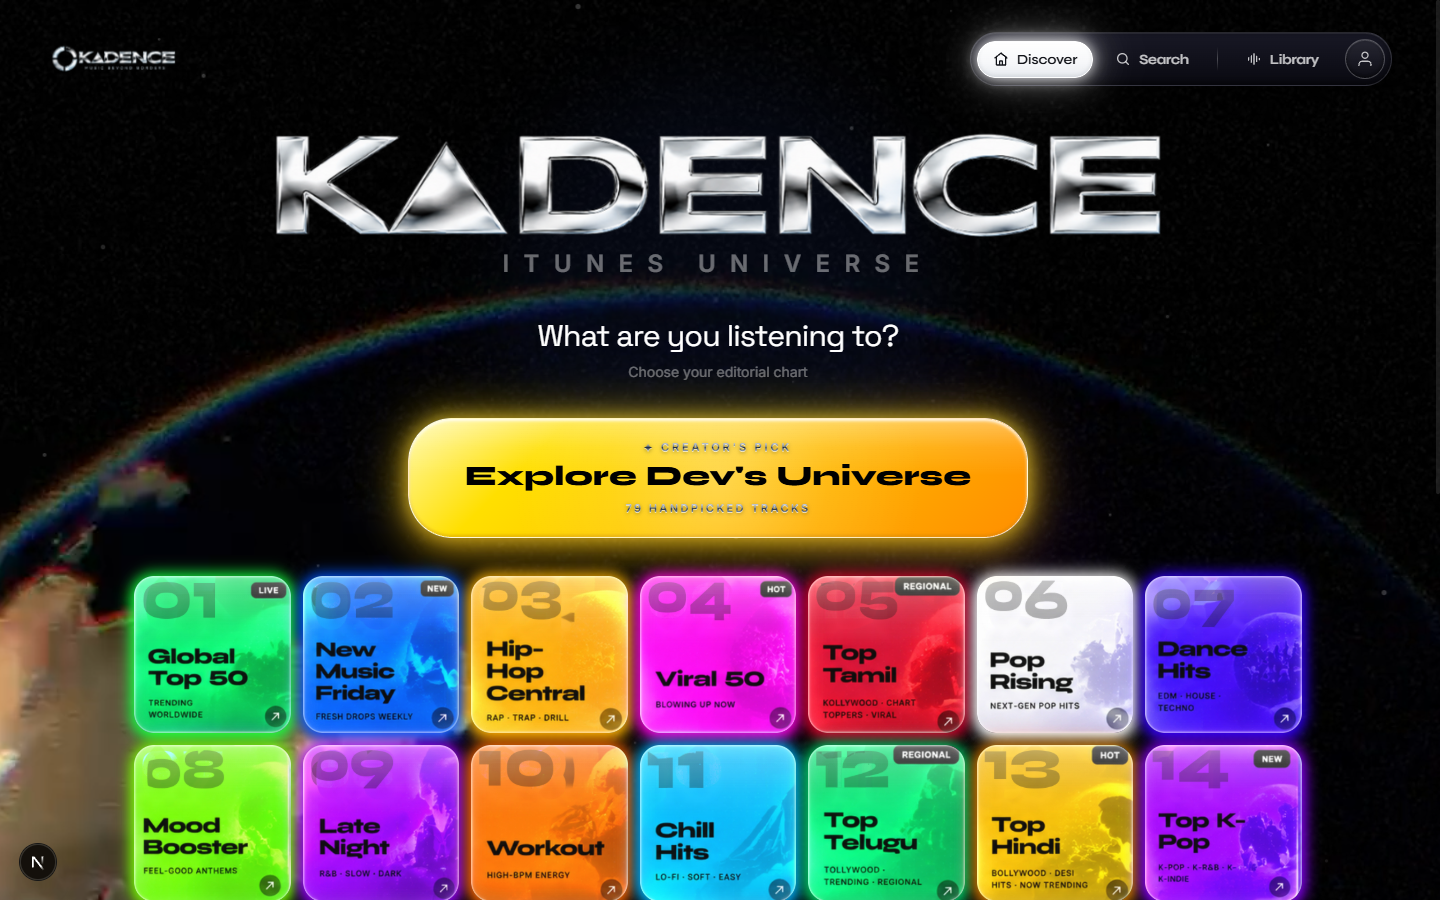 KADENCE
MUSIC BEYOND BORDERS
Discover
Search
Library
KADENCE
ITUNES UNIVERSE
What are you listening to?
Choose your editorial chart
✦ CREATOR'S PICK
Explore Dev's Universe
79 HANDPICKED TRACKS
01
LIVE
Global
Top 50
TRENDING
WORLDWIDE
02
NEW
New
Music
Friday
FRESH DROPS WEEKLY
03
Hip-
Hop
Central
RAP · TRAP · DRILL
04
HOT
Viral 50
BLOWING UP NOW
05
REGIONAL
Top
Tamil
KOLLYWOOD · CHART
TOPPERS · VIRAL
06
Pop
Rising
NEXT-GEN POP HITS
07
Dance
Hits
EDM · HOUSE ·
TECHNO
08
Mood
Booster
FEEL-GOOD ANTHEMS
09
Late
Night
R&B · SLOW · DARK
10
Workout
HIGH-BPM ENERGY
11
Chill
Hits
LO-FI · SOFT · EASY
12
REGIONAL
Top
Telugu
TOLLYWOOD ·
TRENDING · REGIONAL
13
HOT
Top
Hindi
BOLLYWOOD · DESI
HITS · NOW TRENDING
14
NEW
Top K-
Pop
K-POP · K-R&B · K-
K-INDIE
N